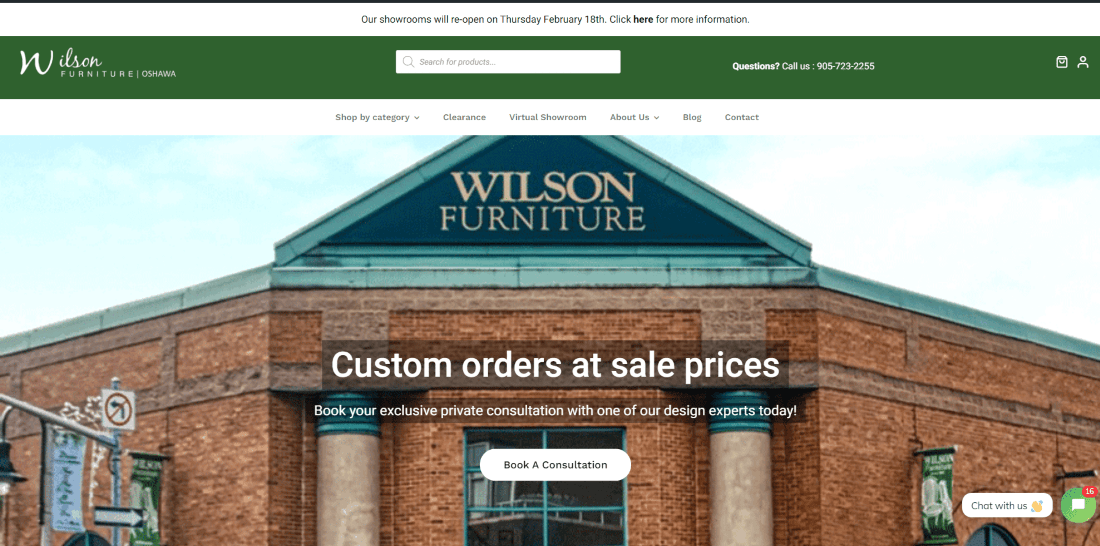 Our showrooms will re-open on Thursday February 18th. Click here for more information.
Wilson
FURNITURE | OSHAWA
Search for products...
Questions? Call us : 905-723-2255
Shop by category
Clearance
Virtual Showroom
About Us
Blog
Contact
WILSON
FURNITURE
Custom orders at sale prices
Book your exclusive private consultation with one of our design experts today!
Book A Consultation
WILSON
WILSON
Chat with us 👋
16